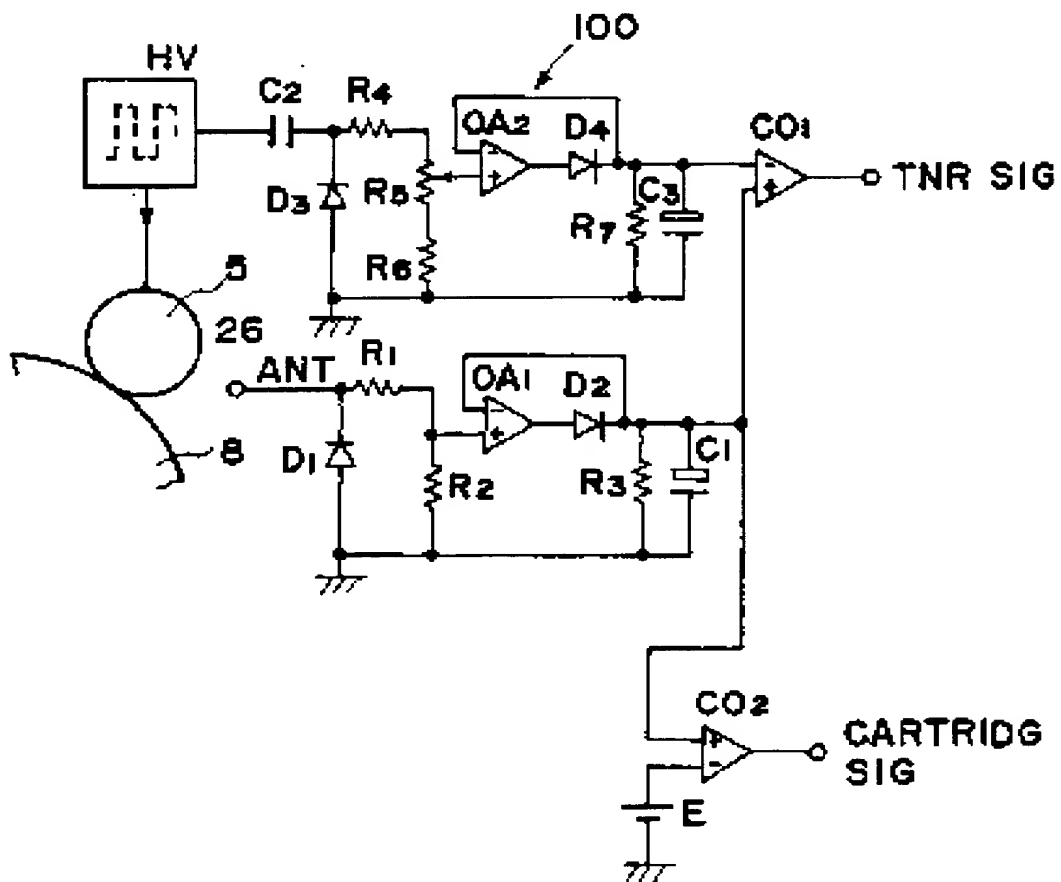 100
HV
C2
R4
OA2
D4
CO1
TNR SIG
D3
R5
R7
C3
R6
5
26
ANT
R1
OA1
D2
8
D1
R2
R3
C1
CO2
CARTRIDG
SIG
E